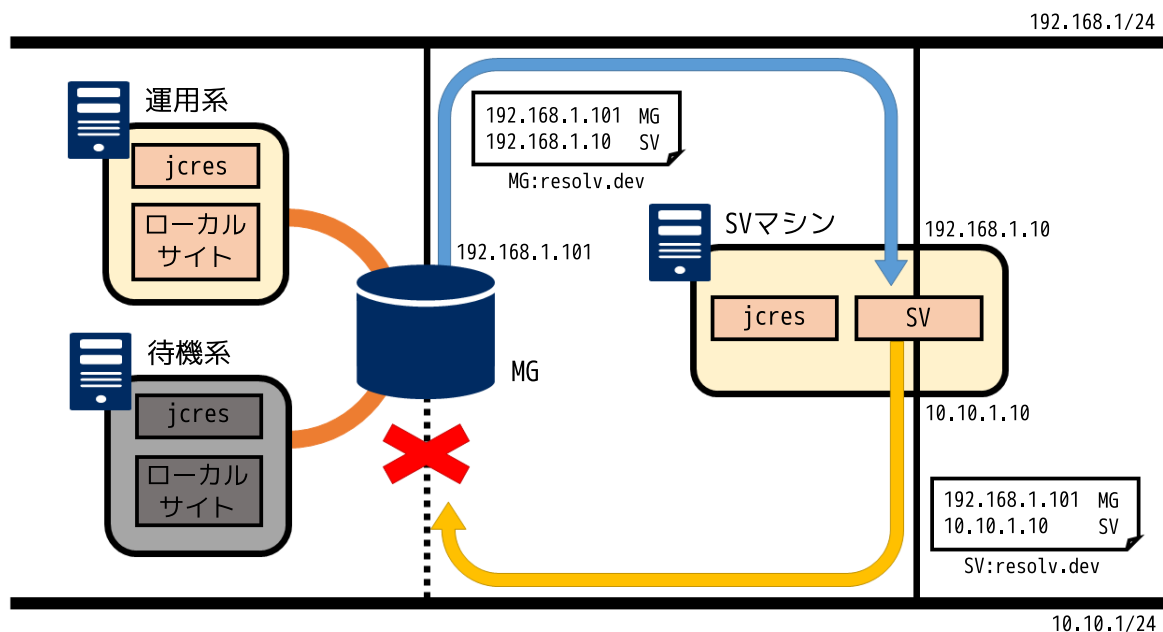 192.168.1/24
運用系
jcres
ローカル
サイト
192.168.1.101 MG
192.168.1.10 SV
MG:resolv.dev
192.168.1.101
MG
SVマシン
192.168.1.10
jcres
SV
10.10.1.10
待機系
jcres
ローカル
サイト
192.168.1.101 MG
10.10.1.10 SV
SV:resolv.dev
10.10.1/24